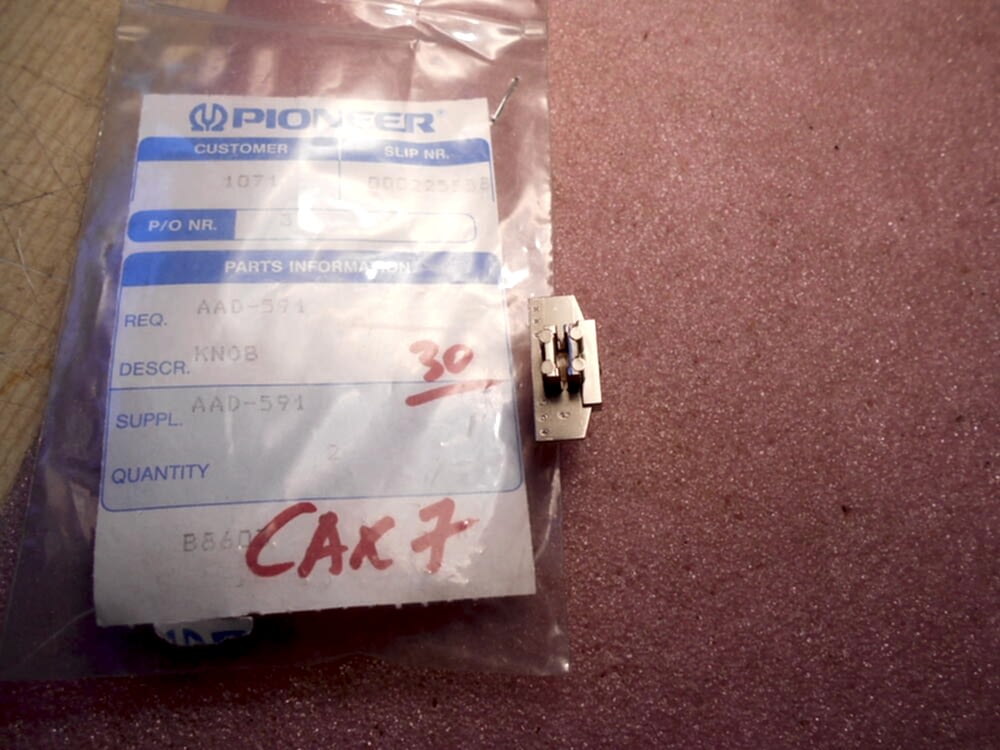 PIONEER
CUSTOMER SLIP NR.
1071
P/O NR.
PARTS INFORMATION
REQ. AAD-591
DESCR. KNOB
30
SUPPL. AAD-591
QUANTITY 2
CAX 7